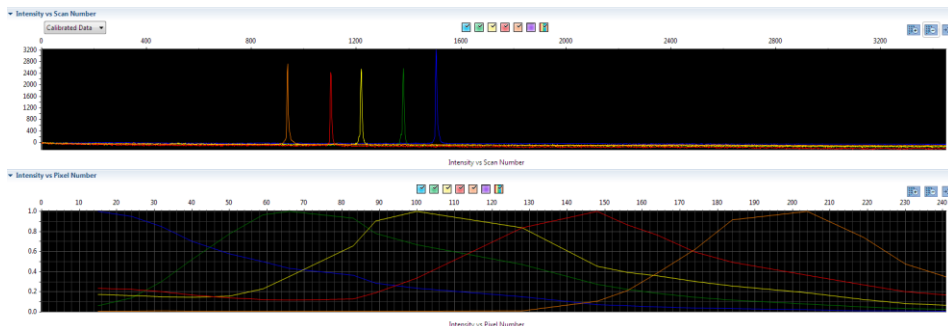 Intensity vs Scan Number
Calibrated Data
0 400 800 1200 1600 2000 2400 2800 3200
3200
2800
2400
2000
1600
1200
800
400
0
Intensity vs Scan Number
Intensity vs Pixel Number
0 10 20 30 40 50 60 70 80 90 100 110 120 130 140 150 160 170 180 190 200 210 220 230 240
1.0
0.8
0.6
0.4
0.2
0.0
Intensity vs Pixel Number